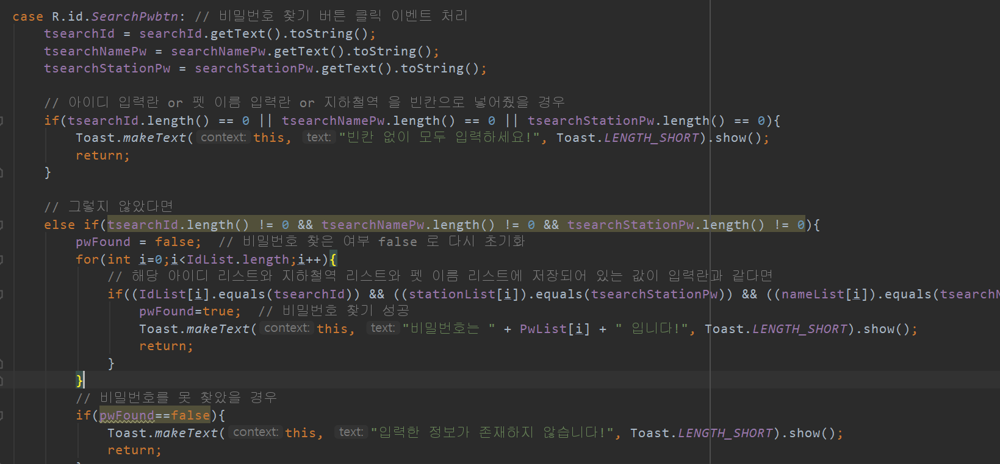 case R.id.SearchPwbtn: // 비밀번호 찾기 버튼 클릭 이벤트 처리
tsearchId = searchId.getText().toString();
tsearchNamePw = searchNamePw.getText().toString();
tsearchStationPw = searchStationPw.getText().toString();
// 아이디 입력란 or 펫 이름 입력란 or 지하철역 을 빈칸으로 넣어줬을 경우
if(tsearchId.length() == 0 || tsearchNamePw.length() == 0 || tsearchStationPw.length() == 0){
Toast.makeText( context: this, text: "빈칸 없이 모두 입력하세요!", Toast.LENGTH_SHORT).show();
return;
}
// 그렇지 않았다면
else if(tsearchId.length() != 0 && tsearchNamePw.length() != 0 && tsearchStationPw.length() != 0){
pwFound = false; // 비밀번호 찾은 여부 false 로 다시 초기화
for(int i=0;i<IdList.length;i++){
// 해당 아이디 리스트와 지하철역 리스트와 펫 이름 리스트에 저장되어 있는 값이 입력란과 같다면
if((IdList[i].equals(tsearchId)) && ((stationList[i]).equals(tsearchStationPw)) && ((nameList[i]).equals(tsearchN
pwFound=true; // 비밀번호 찾기 성공
Toast.makeText( context: this, text: "비밀번호는 " + PwList[i] + " 입니다!", Toast.LENGTH_SHORT).show();
return;
}
}
// 비밀번호를 못 찾았을 경우
if(pwFound==false){
Toast.makeText( context: this, text: "입력한 정보가 존재하지 않습니다!", Toast.LENGTH_SHORT).show();
return;